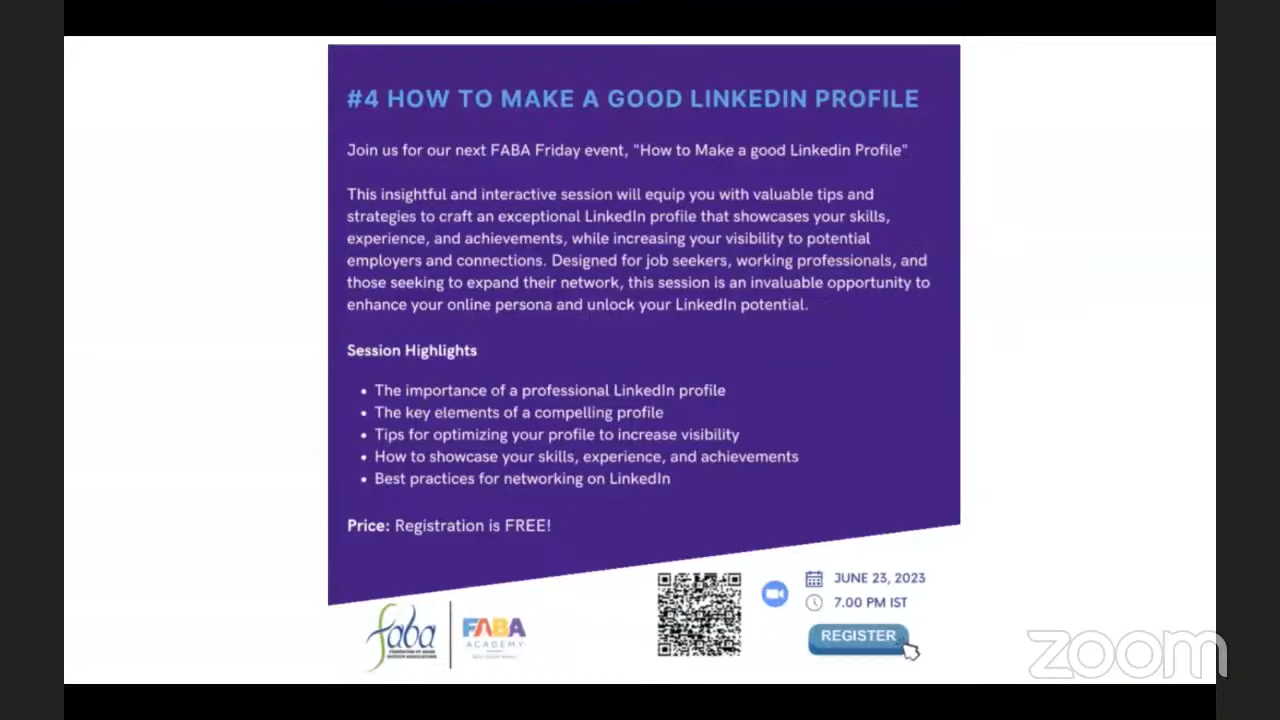 #4 HOW TO MAKE A GOOD LINKEDIN PROFILE
Join us for our next FABA Friday event, "How to Make a good Linkedin Profile"
This insightful and interactive session will equip you with valuable tips and
strategies to craft an exceptional LinkedIn profile that showcases your skills,
experience, and achievements, while increasing your visibility to potential
employers and connections. Designed for job seekers, working professionals, and
those seeking to expand their network, this session is an invaluable opportunity to
enhance your online persona and unlock your LinkedIn potential.
Session Highlights
• The importance of a professional LinkedIn profile
• The key elements of a compelling profile
• Tips for optimizing your profile to increase visibility
• How to showcase your skills, experience, and achievements
• Best practices for networking on LinkedIn
Price: Registration is FREE!
JUNE 23, 2023
7.00 PM IST
REGISTER
faba
FEDERATION OF ASIAN
BIOTECH ASSOCIATIONS
FABA
ACADEMY
zoom